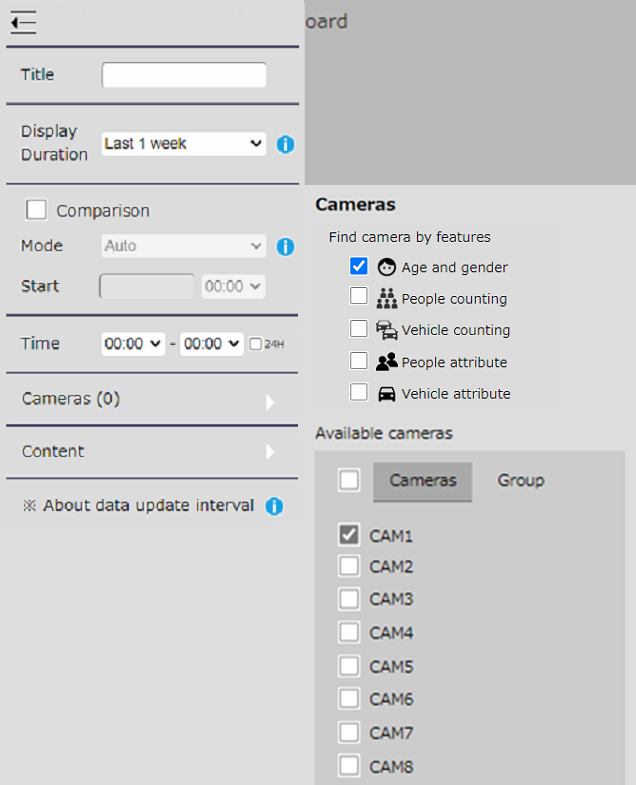 oard
Title
Display
Duration
Last 1 week
Comparison
Mode
Auto
Start
00:00
Time
00:00 - 00:00 24H
Cameras (0)
Content
※ About data update interval
Cameras
Find camera by features
Age and gender
People counting
Vehicle counting
People attribute
Vehicle attribute
Available cameras
Cameras
Group
CAM1
CAM2
CAM3
CAM4
CAM5
CAM6
CAM7
CAM8